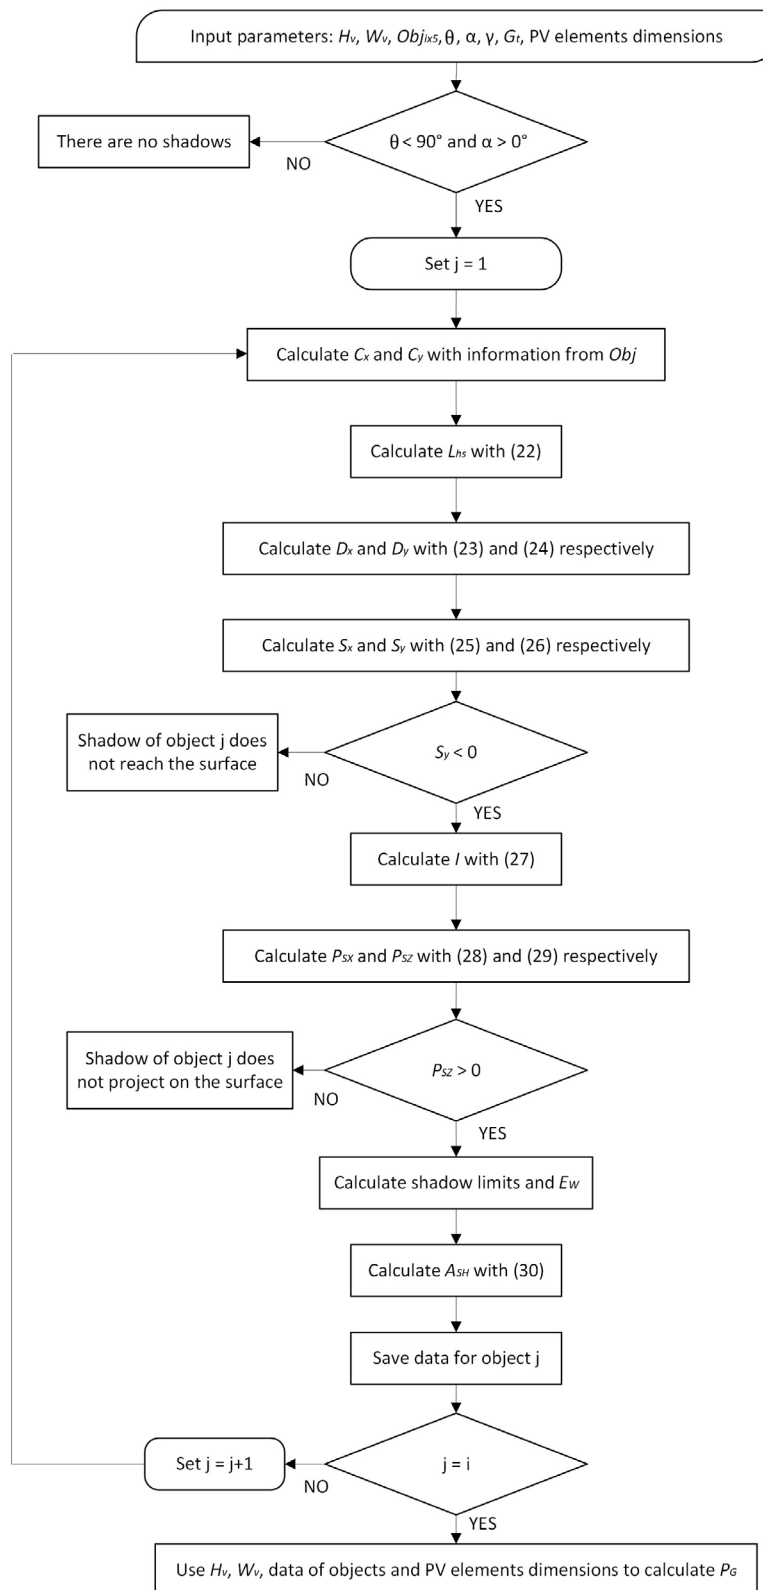 Input parameters: Hv, Wv, Objix5, θ, α, γ, Gt, PV elements dimensions
There are no shadows
θ < 90° and α > 0°
NO
YES
Set j = 1
Calculate Cx and Cy with information from Obj
Calculate Lhs with (22)
Calculate Dx and Dy with (23) and (24) respectively
Calculate Sx and Sy with (25) and (26) respectively
Shadow of object j does
not reach the surface
Sy < 0
NO
YES
Calculate I with (27)
Calculate PSX and PSZ with (28) and (29) respectively
Shadow of object j does
not project on the surface
PSZ > 0
NO
YES
Calculate shadow limits and EW
Calculate ASH with (30)
Save data for object j
Set j = j+1
j = i
NO
YES
Use Hv, Wv, data of objects and PV elements dimensions to calculate PG